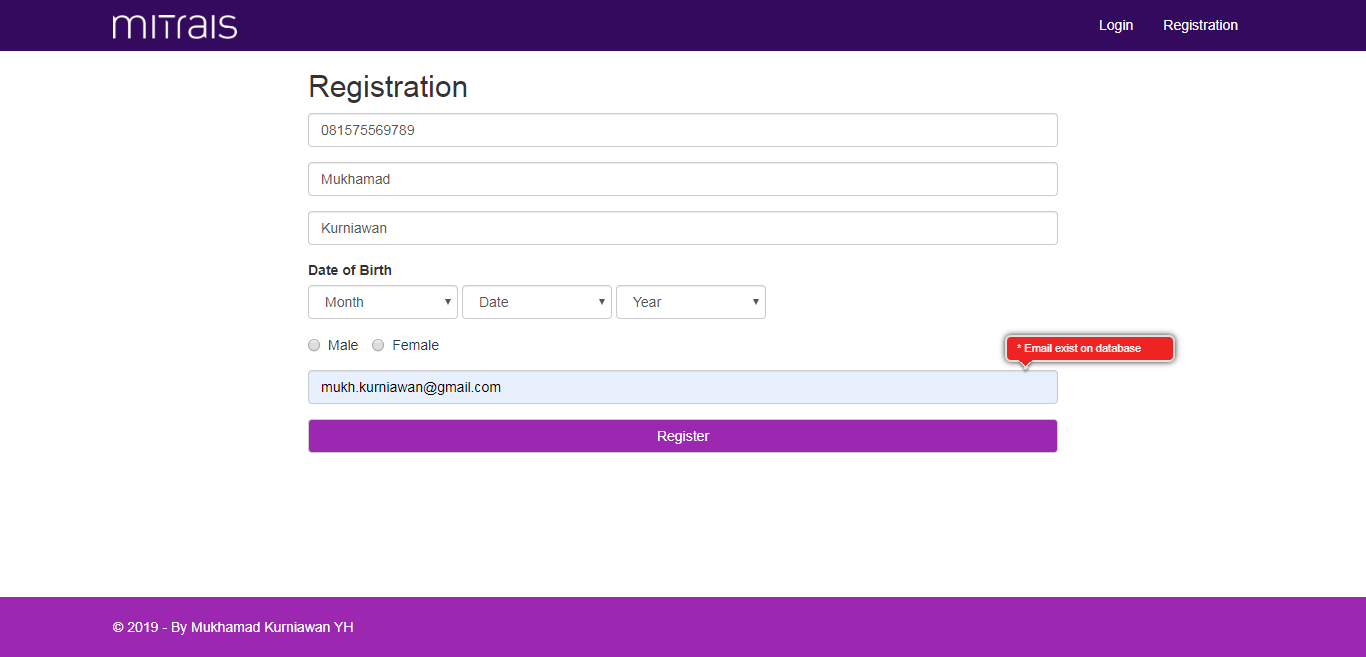 mitrais Login Registration
Registration
081575569789
Mukhamad
Kurniawan
Date of Birth
Month Date Year
Male Female
* Email exist on database
mukh.kurniawan@gmail.com
Register
© 2019 - By Mukhamad Kurniawan YH